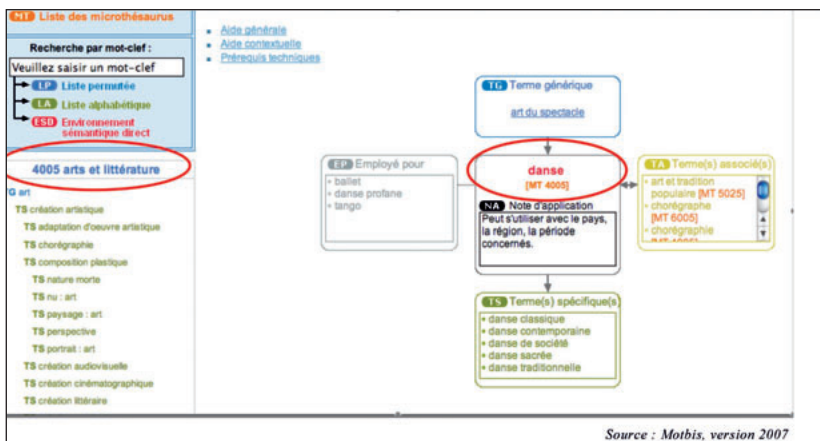 MT Liste des microthésaurus
Recherche par mot-clef :
Veuillez saisir un mot-clef
LP Liste permutée
LA Liste alphabétique
ESD Environnement
sémantique direct
4005 arts et littérature
TG art
TS création artistique
TS adaptation d'oeuvre artistique
TS chorégraphie
TS composition plastique
TS nature morte
TS nu : art
TS paysage : art
TS perspective
TS portrait : art
TS création audiovisuelle
TS création cinématographique
TS création littéraire
Aide générale
Aide contextuelle
Prérequis techniques
TG Terme générique
art du spectacle
EP Employé pour
ballet
danse profane
tango
danse
[MT 4005]
NA Note d'application
Peut s'utiliser avec le pays,
la région, la période
concernés.
TA Terme(s) associé(s)
art et tradition
populaire [MT 5025]
chorégraphe
[MT 6005]
chorégraphie
TS Terme(s) spécifique(s)
danse classique
danse contemporaine
danse de société
danse sacrée
danse traditionnelle
Source : Motbis, version 2007